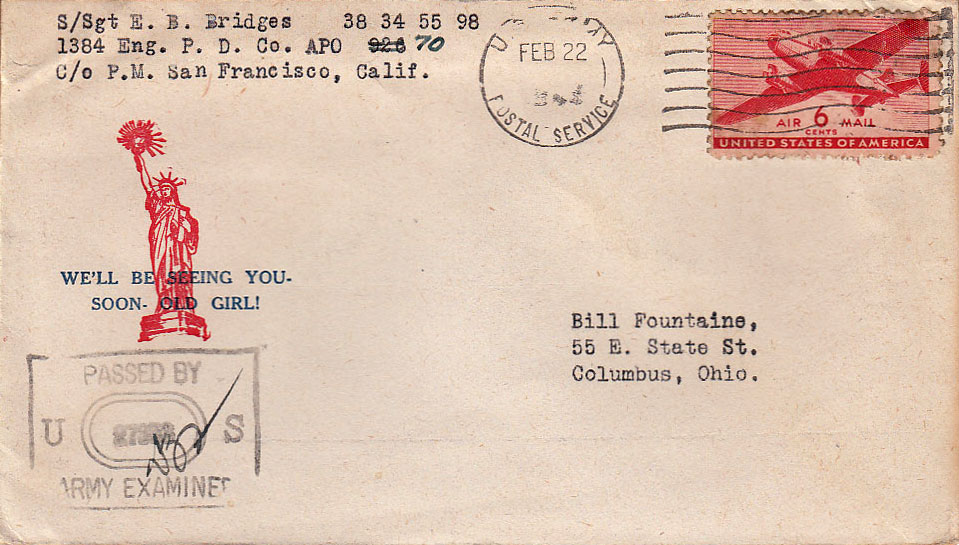 S/Sgt E. B. Bridges 38 34 55 98
1384 Eng. P. D. Co. APO 928 70
C/o P.M. San Francisco, Calif.
FEB 22
POSTAL SERVICE
AIR 6 MAIL
CENTS
UNITED STATES OF AMERICA
WE'LL BE SEEING YOU-
SOON- OLD GIRL!
Bill Fountaine,
55 E. State St.
Columbus, Ohio.
PASSED BY
U S
ARMY EXAMINER